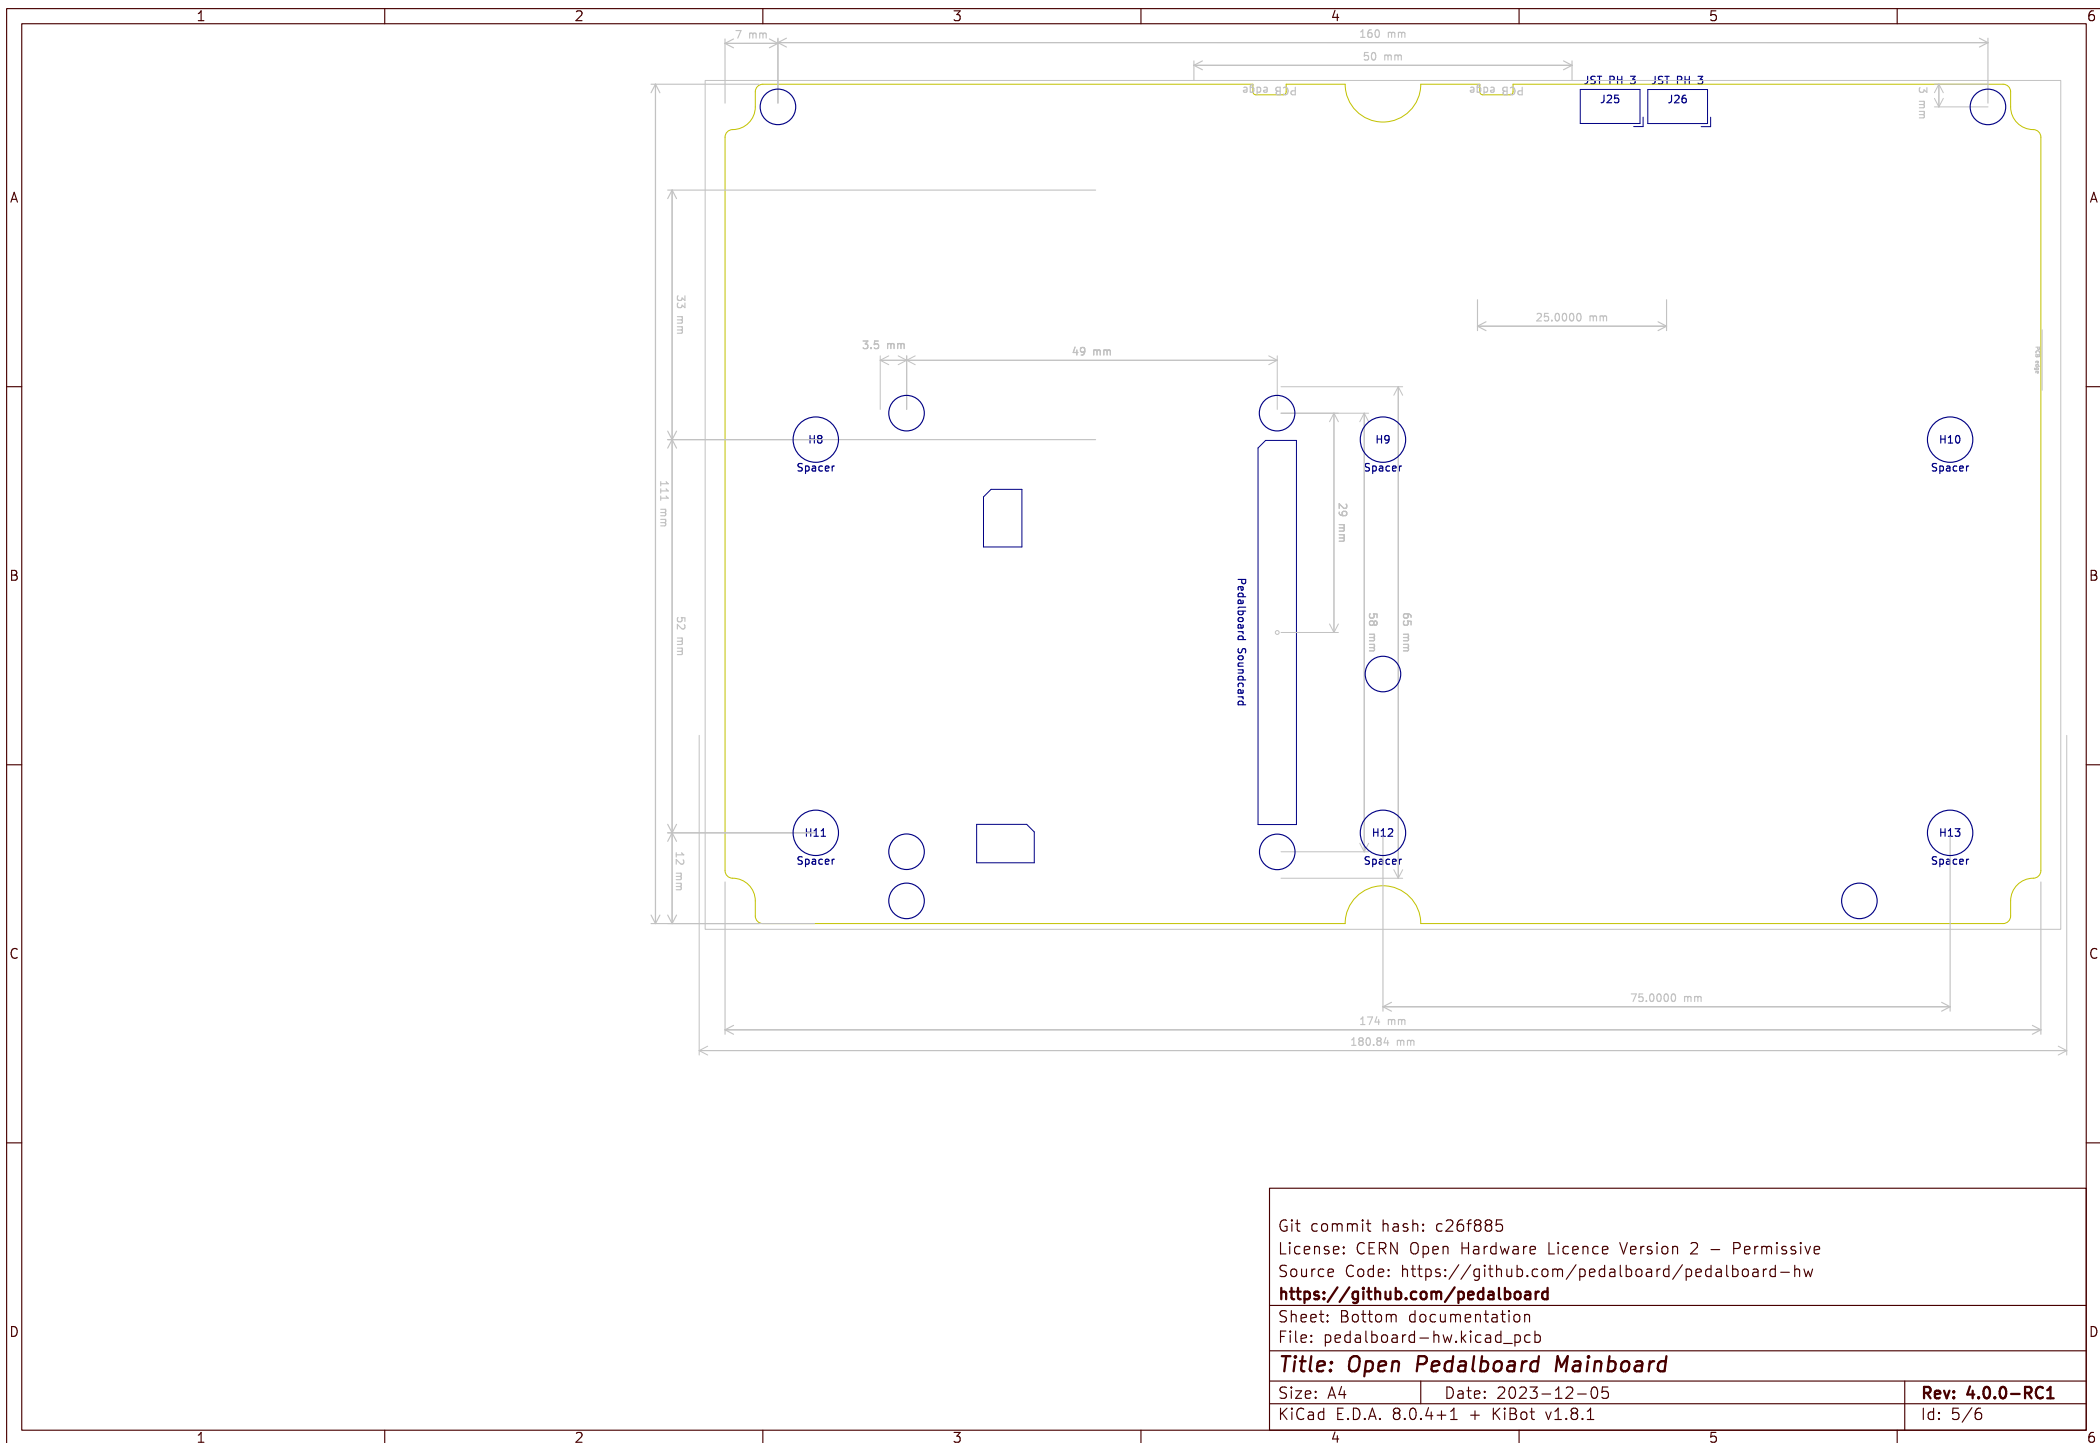 1 2 3 4 5 6
7 mm
160 mm
50 mm
JST PH 3 JST PH 3
PCB edge PCB edge
J25 J26
3 mm
A A
33 mm
25.0000 mm
3.5 mm
49 mm
PCB edge
H8 H9 H10
Spacer Spacer Spacer
111 mm
29 mm
B B
Pedalboard Soundcard
52 mm
58 mm
65 mm
H11 H12 H13
Spacer Spacer Spacer
12 mm
C C
75.0000 mm
174 mm
180.84 mm
Git commit hash: c26f885
License: CERN Open Hardware Licence Version 2 - Permissive
Source Code: https://github.com/pedalboard/pedalboard-hw
https://github.com/pedalboard
Sheet: Bottom documentation
File: pedalboard-hw.kicad_pcb
D D
Title: Open Pedalboard Mainboard
Size: A4 Date: 2023-12-05 Rev: 4.0.0-RC1
KiCad E.D.A. 8.0.4+1 + KiBot v1.8.1 Id: 5/6
1 2 3 4 5 6